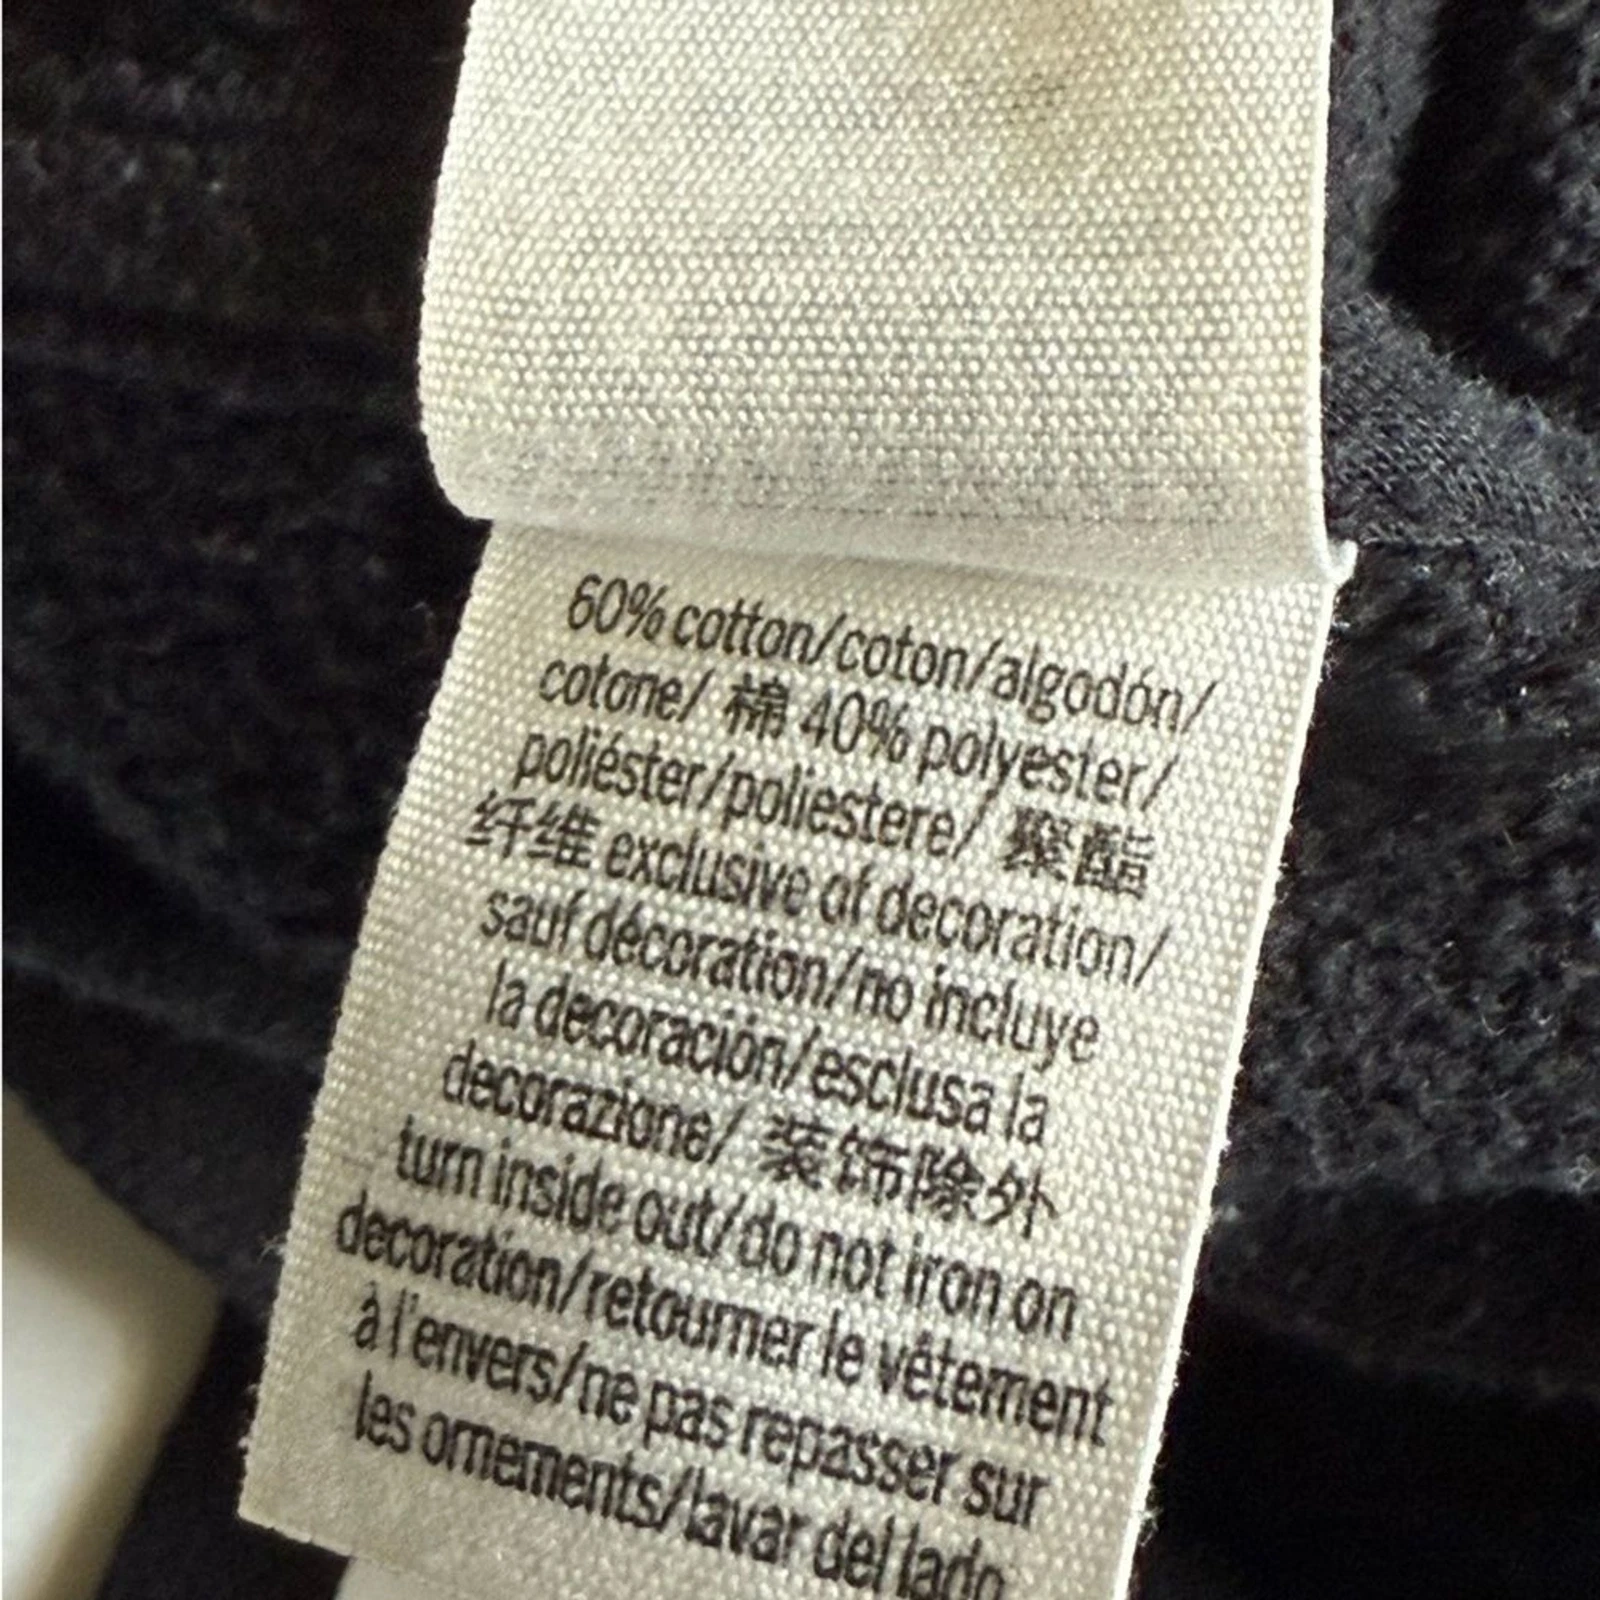 60% cotton/coton/algodón/
cotone/ 棉 40% polyester/
poliéster/poliestere/ 聚酯
纤维 exclusive of decoration/
sauf décoration/no incluye
la decoración/esclusa la
decorazione/ 装饰除外
turn inside out/do not iron on
decoration/retourner le vêtement
à l'envers/ne pas repasser sur
les ornements/lavar del lado